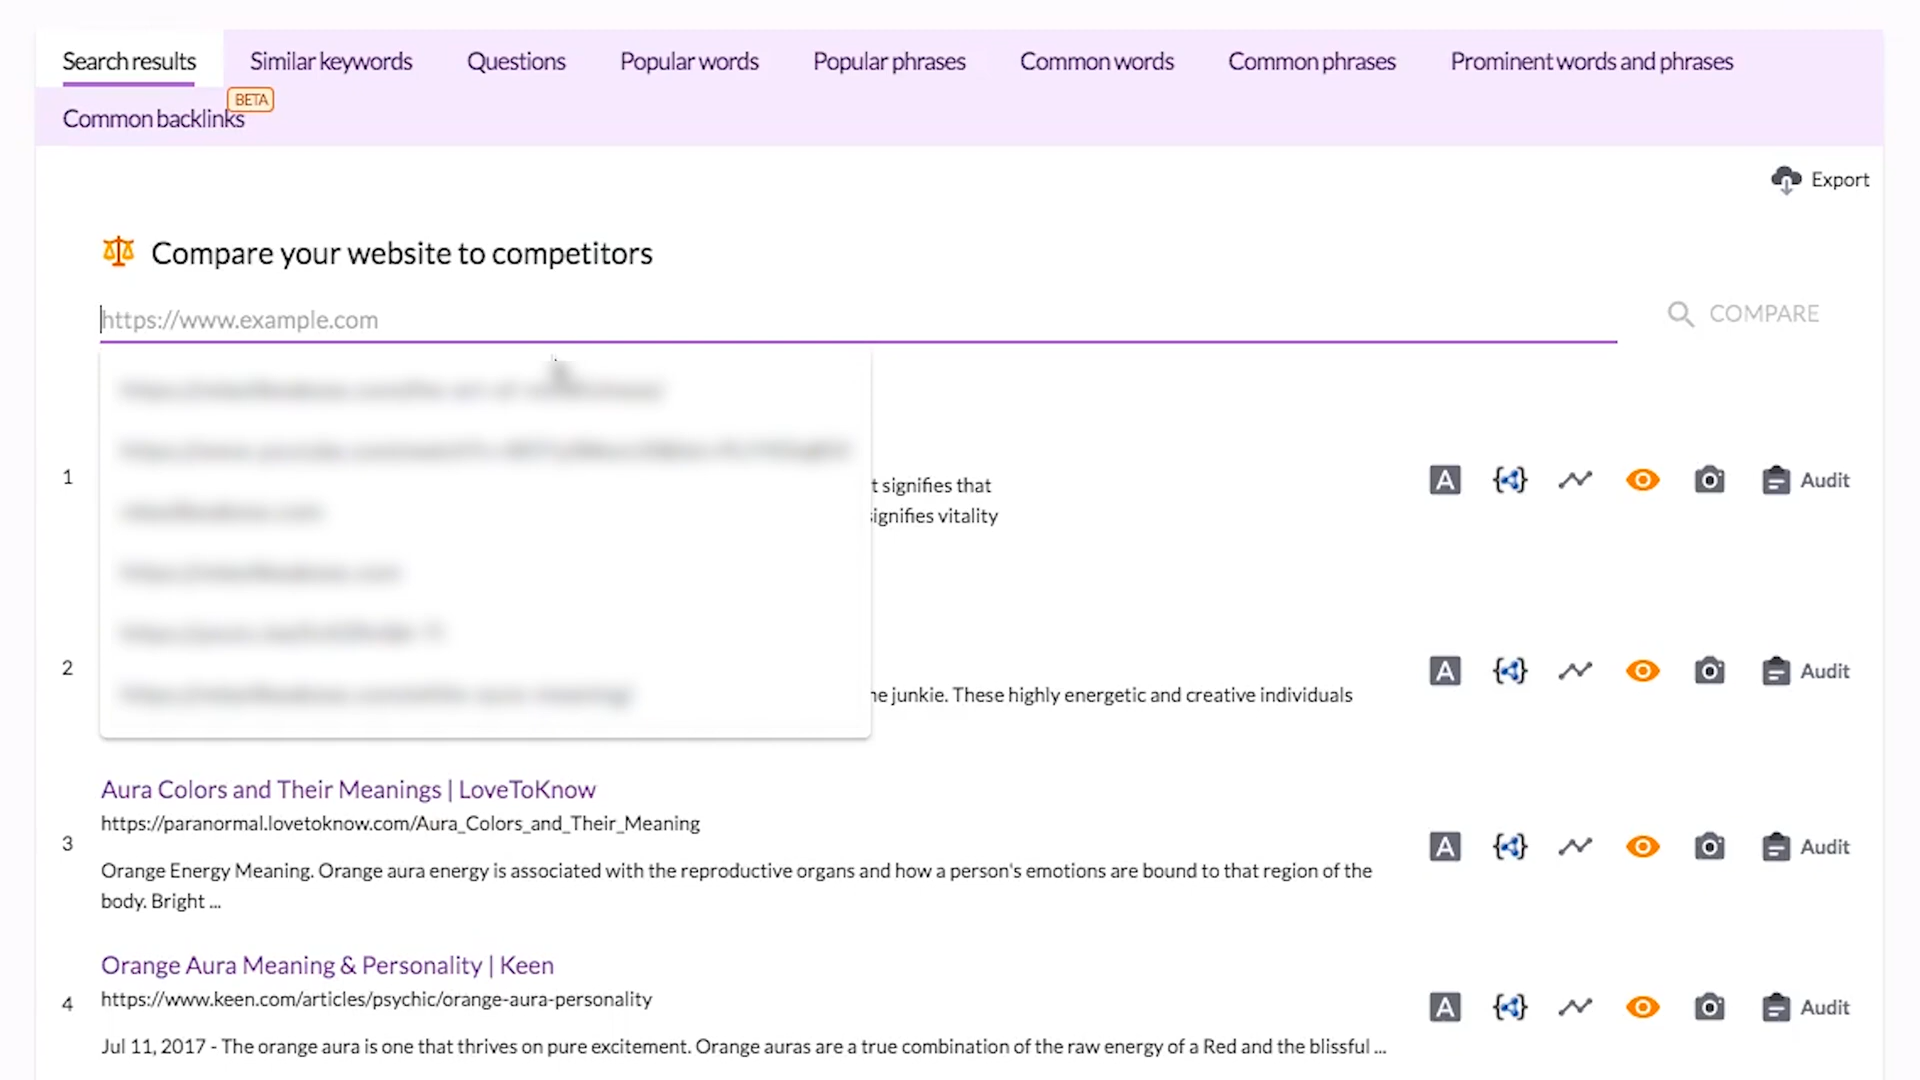 Search results Similar keywords Questions Popular words Popular phrases Common words Common phrases Prominent words and phrases
Common backlinks BETA
Export
Compare your website to competitors
https://www.example.com
COMPARE
1
t signifies that
signifies vitality
A Audit
2
ne junkie. These highly energetic and creative individuals
A Audit
Aura Colors and Their Meanings | LoveToKnow
https://paranormal.lovetoknow.com/Aura_Colors_and_Their_Meaning
3
Orange Energy Meaning. Orange aura energy is associated with the reproductive organs and how a person's emotions are bound to that region of the
body. Bright ...
A Audit
Orange Aura Meaning & Personality | Keen
https://www.keen.com/articles/psychic/orange-aura-personality
4
Jul 11, 2017 - The orange aura is one that thrives on pure excitement. Orange auras are a true combination of the raw energy of a Red and the blissful ...
A Audit